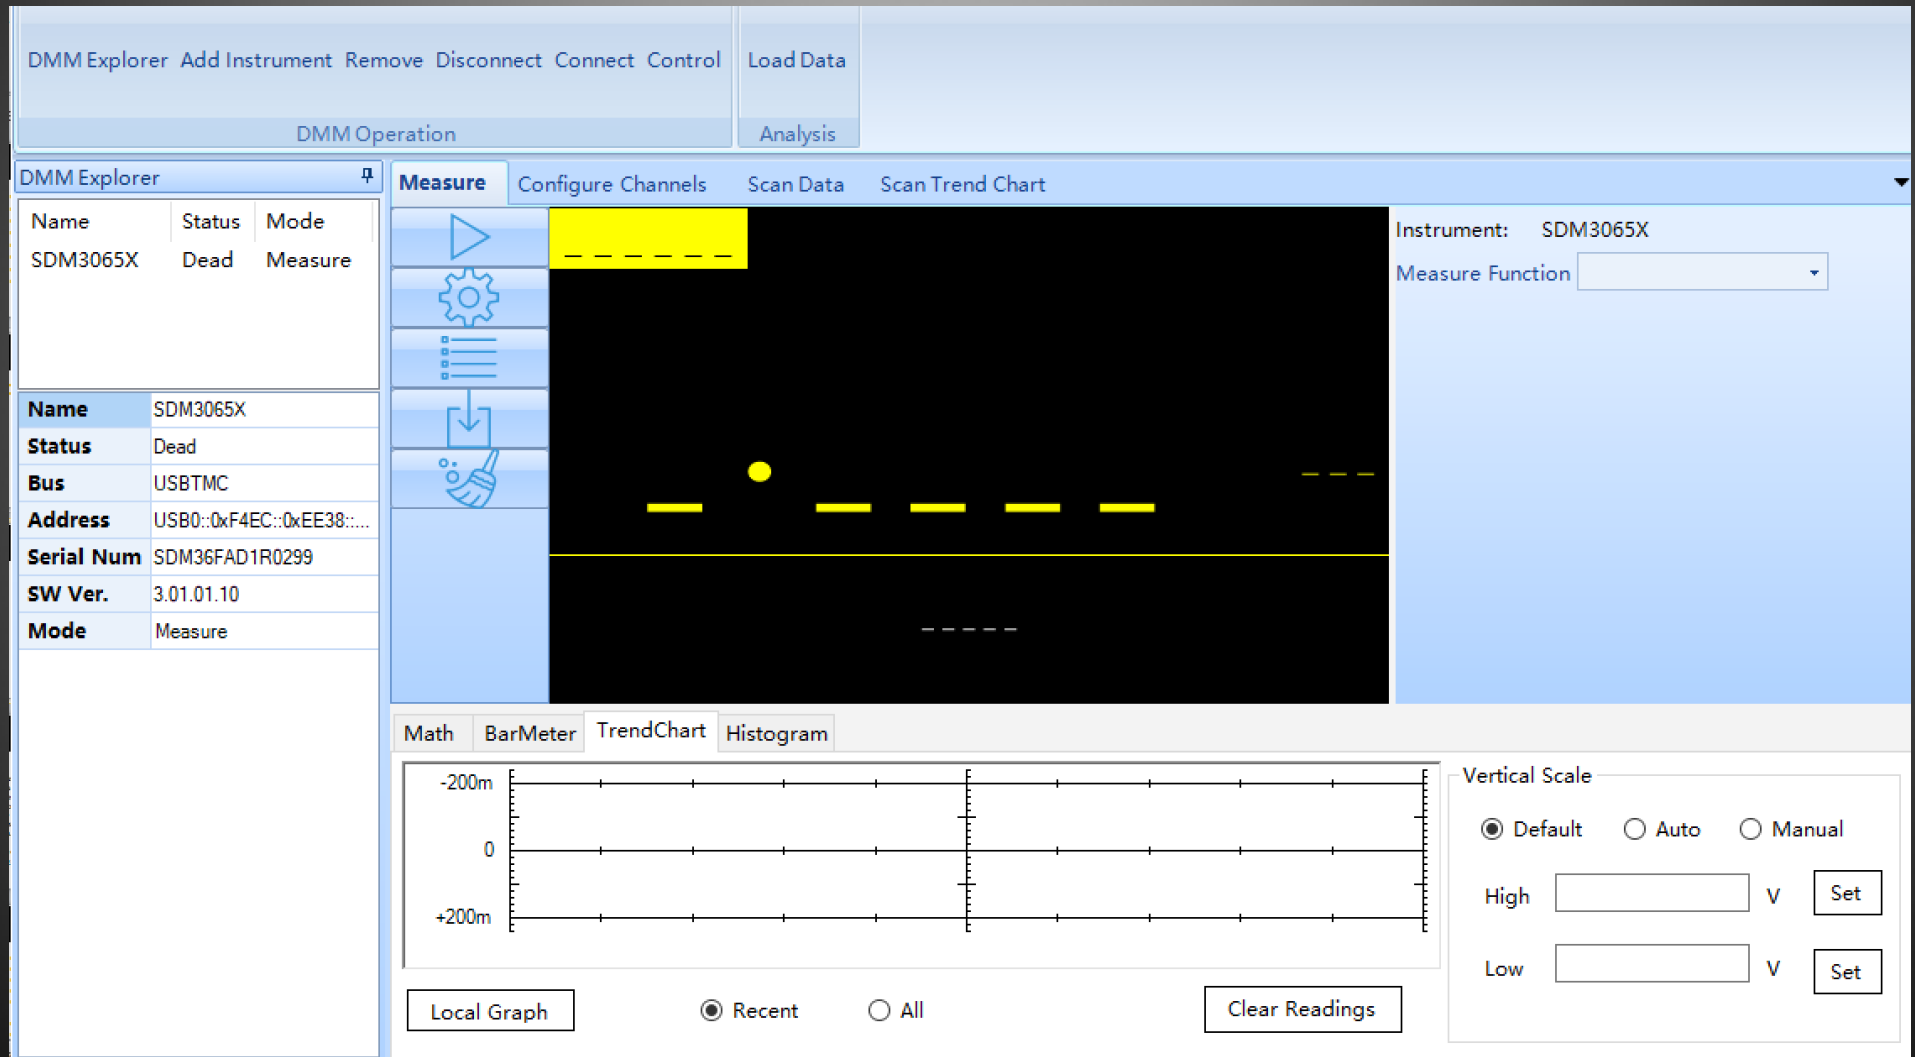 DMM Explorer Add Instrument Remove Disconnect Connect Control Load Data
DMM Operation Analysis
DMM Explorer
Name Status Mode
SDM3065X Dead Measure
Name SDM3065X
Status Dead
Bus USBTMC
Address USB0::0xF4EC::0xEE38::...
Serial Num SDM36FAD1R0299
SW Ver. 3.01.01.10
Mode Measure
Measure Configure Channels Scan Data Scan Trend Chart
_ _ _ _ _ _
_ . _ _ _ _
_ _ _
-----
Instrument: SDM3065X
Measure Function
Math BarMeter TrendChart Histogram
-200m
0
+200m
Local Graph Recent All Clear Readings
Vertical Scale
Default Auto Manual
High V Set
Low V Set